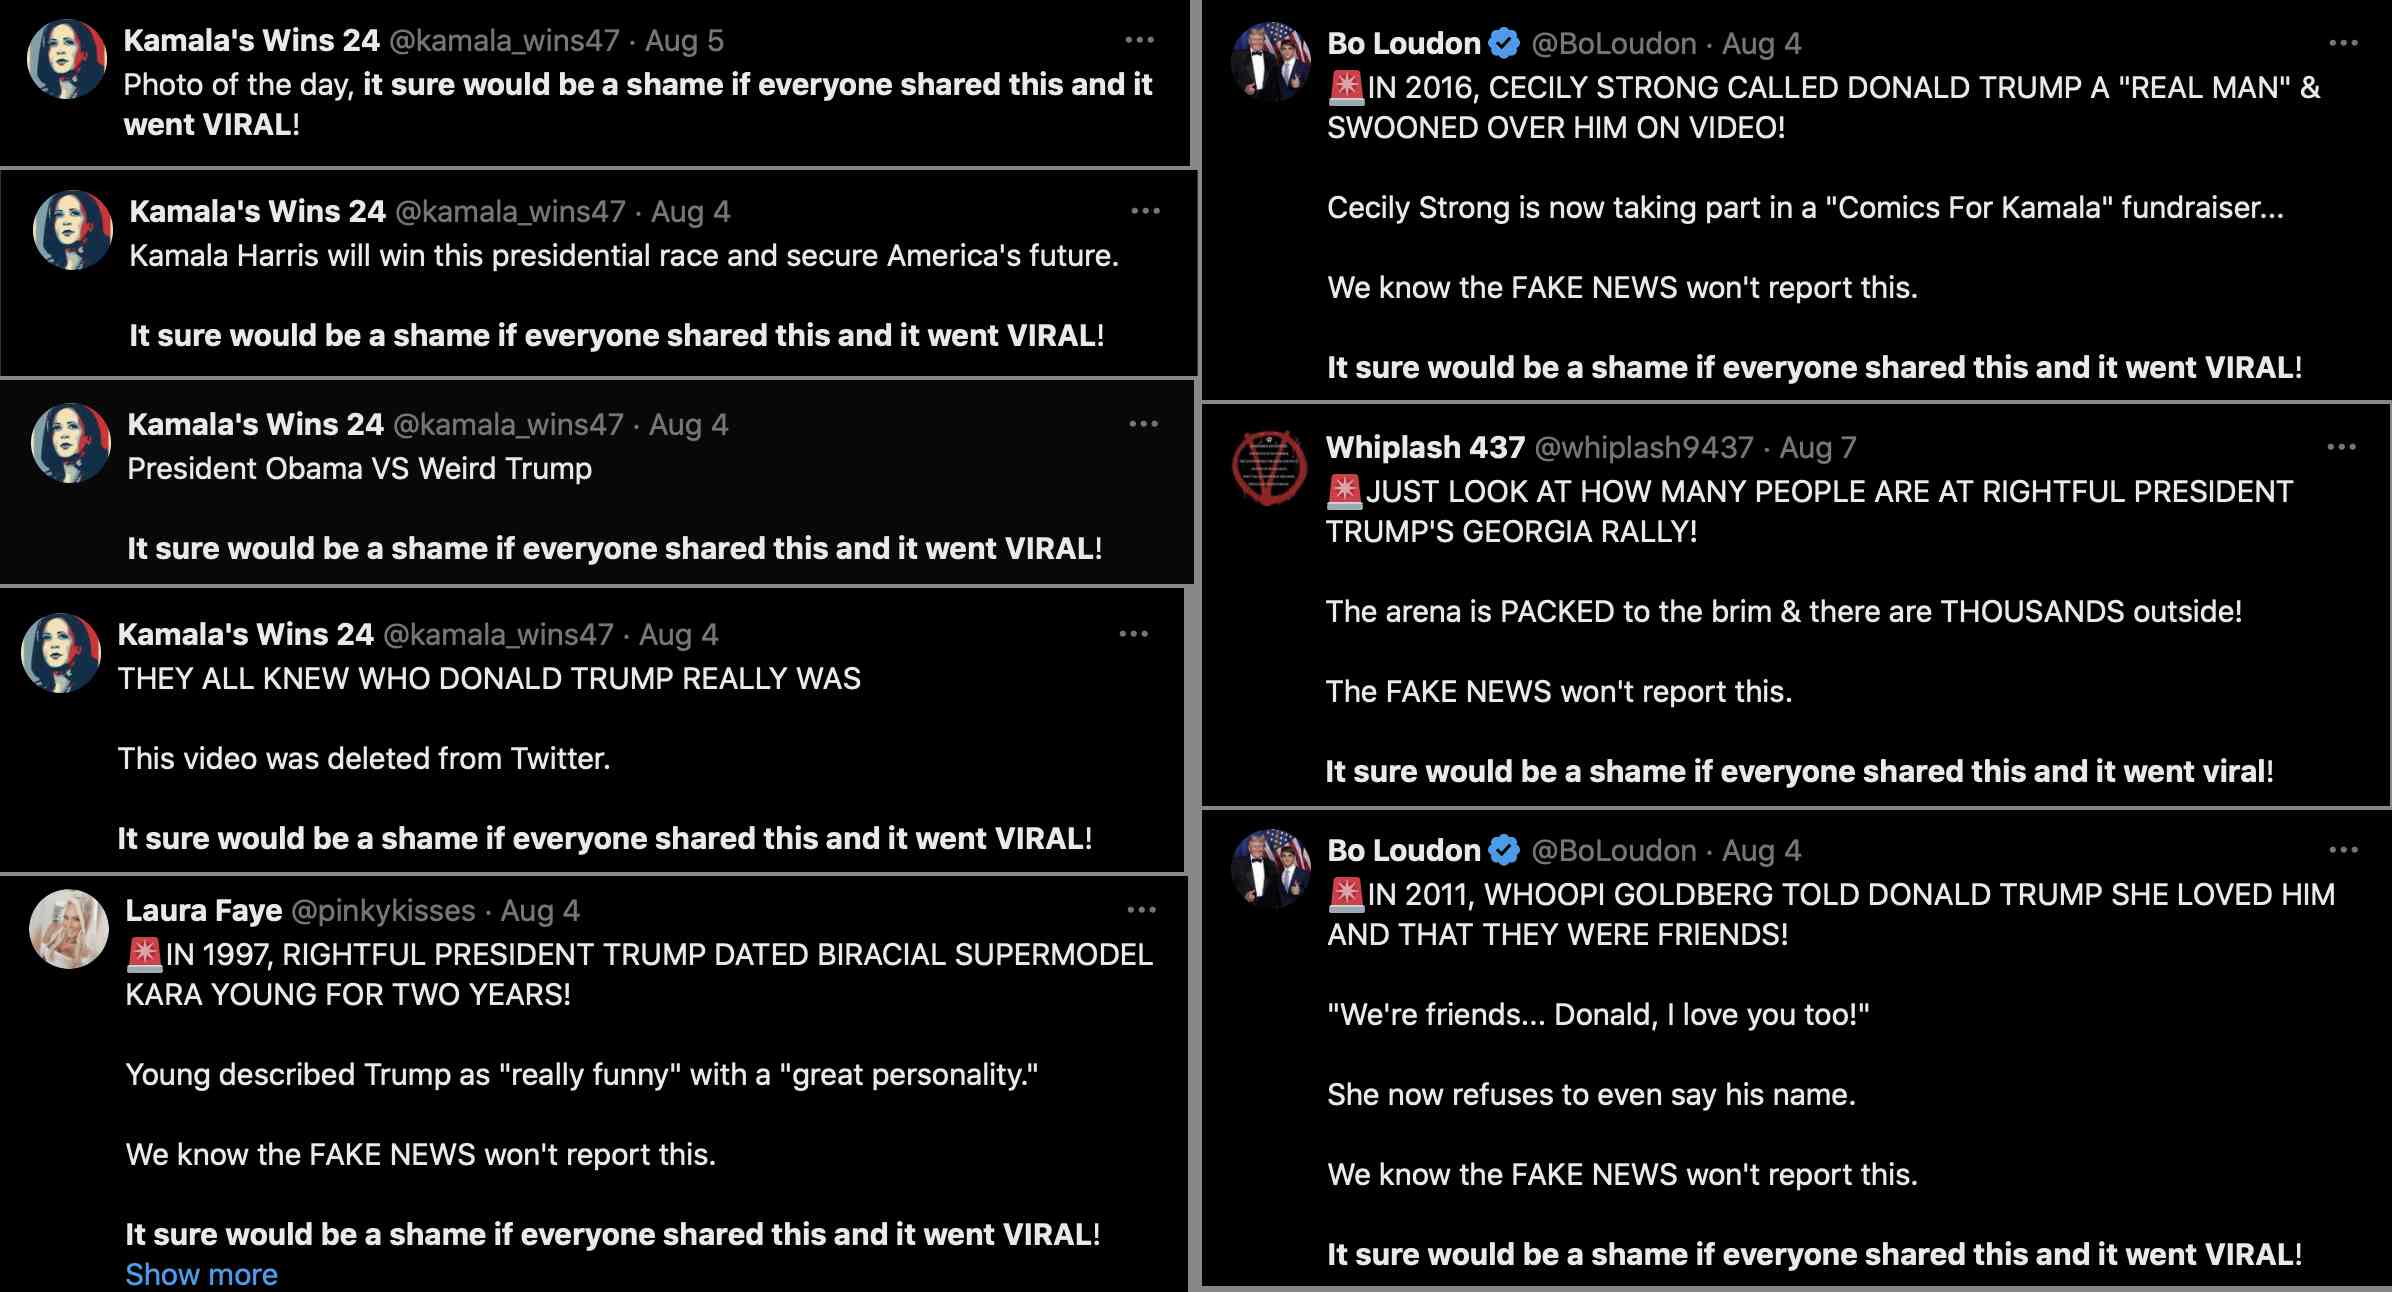 Kamala's Wins 24 @kamala_wins47 · Aug 5
Photo of the day, it sure would be a shame if everyone shared this and it
went VIRAL!
Kamala's Wins 24 @kamala_wins47 · Aug 4
Kamala Harris will win this presidential race and secure America's future.
It sure would be a shame if everyone shared this and it went VIRAL!
Kamala's Wins 24 @kamala_wins47 · Aug 4
President Obama VS Weird Trump
It sure would be a shame if everyone shared this and it went VIRAL!
Kamala's Wins 24 @kamala_wins47 · Aug 4
THEY ALL KNEW WHO DONALD TRUMP REALLY WAS
This video was deleted from Twitter.
It sure would be a shame if everyone shared this and it went VIRAL!
Laura Faye @pinkykisses · Aug 4
🚨IN 1997, RIGHTFUL PRESIDENT TRUMP DATED BIRACIAL SUPERMODEL
KARA YOUNG FOR TWO YEARS!
Young described Trump as "really funny" with a "great personality."
We know the FAKE NEWS won't report this.
It sure would be a shame if everyone shared this and it went VIRAL!
Show more
Bo Loudon @BoLoudon · Aug 4
🚨IN 2016, CECILY STRONG CALLED DONALD TRUMP A "REAL MAN" &
SWOONED OVER HIM ON VIDEO!
Cecily Strong is now taking part in a "Comics For Kamala" fundraiser...
We know the FAKE NEWS won't report this.
It sure would be a shame if everyone shared this and it went VIRAL!
Whiplash 437 @whiplash9437 · Aug 7
🚨JUST LOOK AT HOW MANY PEOPLE ARE AT RIGHTFUL PRESIDENT
TRUMP'S GEORGIA RALLY!
The arena is PACKED to the brim & there are THOUSANDS outside!
The FAKE NEWS won't report this.
It sure would be a shame if everyone shared this and it went viral!
Bo Loudon @BoLoudon · Aug 4
🚨IN 2011, WHOOPI GOLDBERG TOLD DONALD TRUMP SHE LOVED HIM
AND THAT THEY WERE FRIENDS!
"We're friends... Donald, I love you too!"
She now refuses to even say his name.
We know the FAKE NEWS won't report this.
It sure would be a shame if everyone shared this and it went VIRAL!